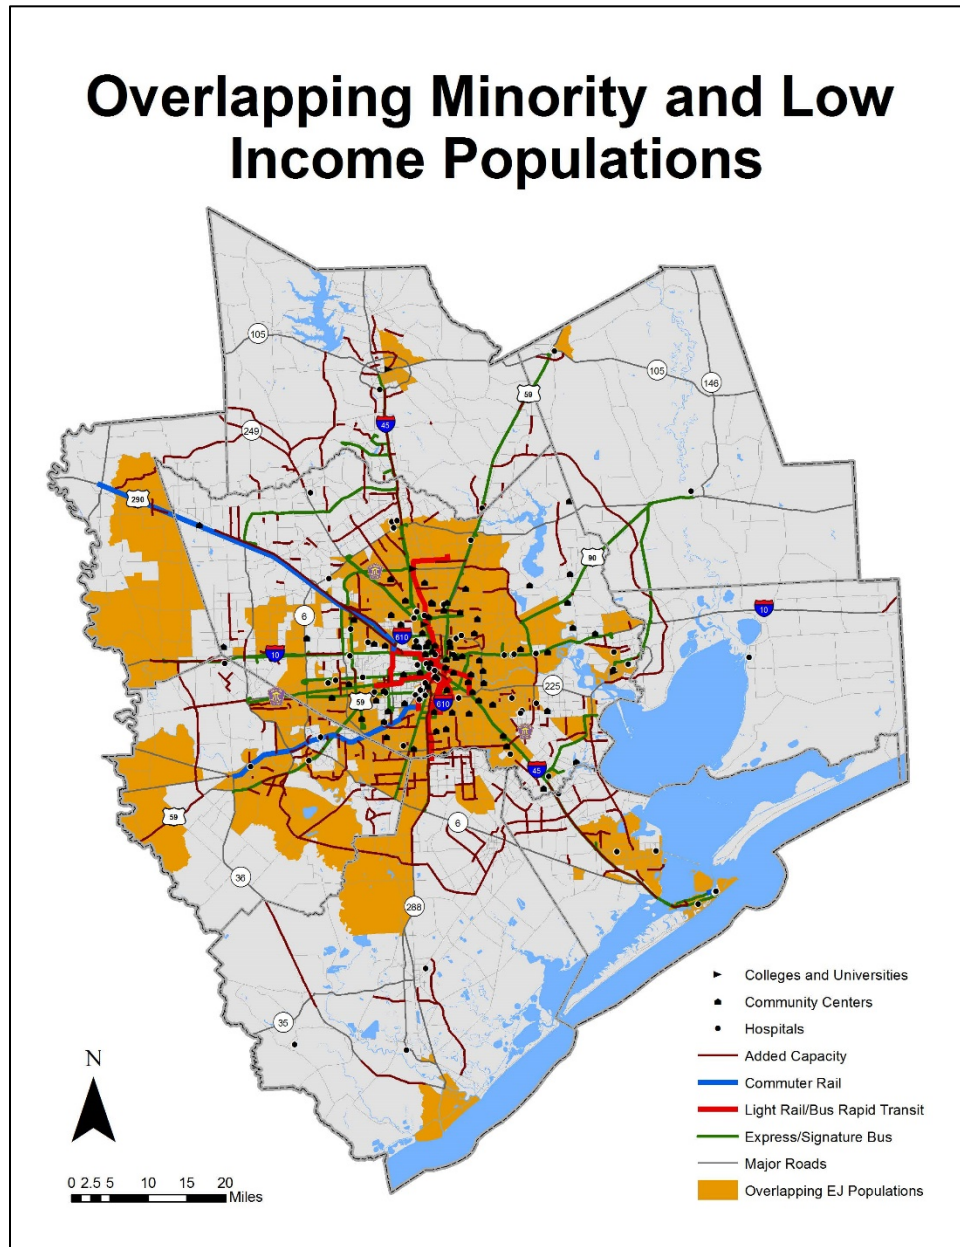 Overlapping Minority and Low
Income Populations
105
105
146
59
45
249
290
90
10
6
610
10
225
59
610
45
59
6
36
288
35
Colleges and Universities
Community Centers
Hospitals
Added Capacity
Commuter Rail
Light Rail/Bus Rapid Transit
Express/Signature Bus
Major Roads
Overlapping EJ Populations
N
0 2.5 5 10 15 20
Miles